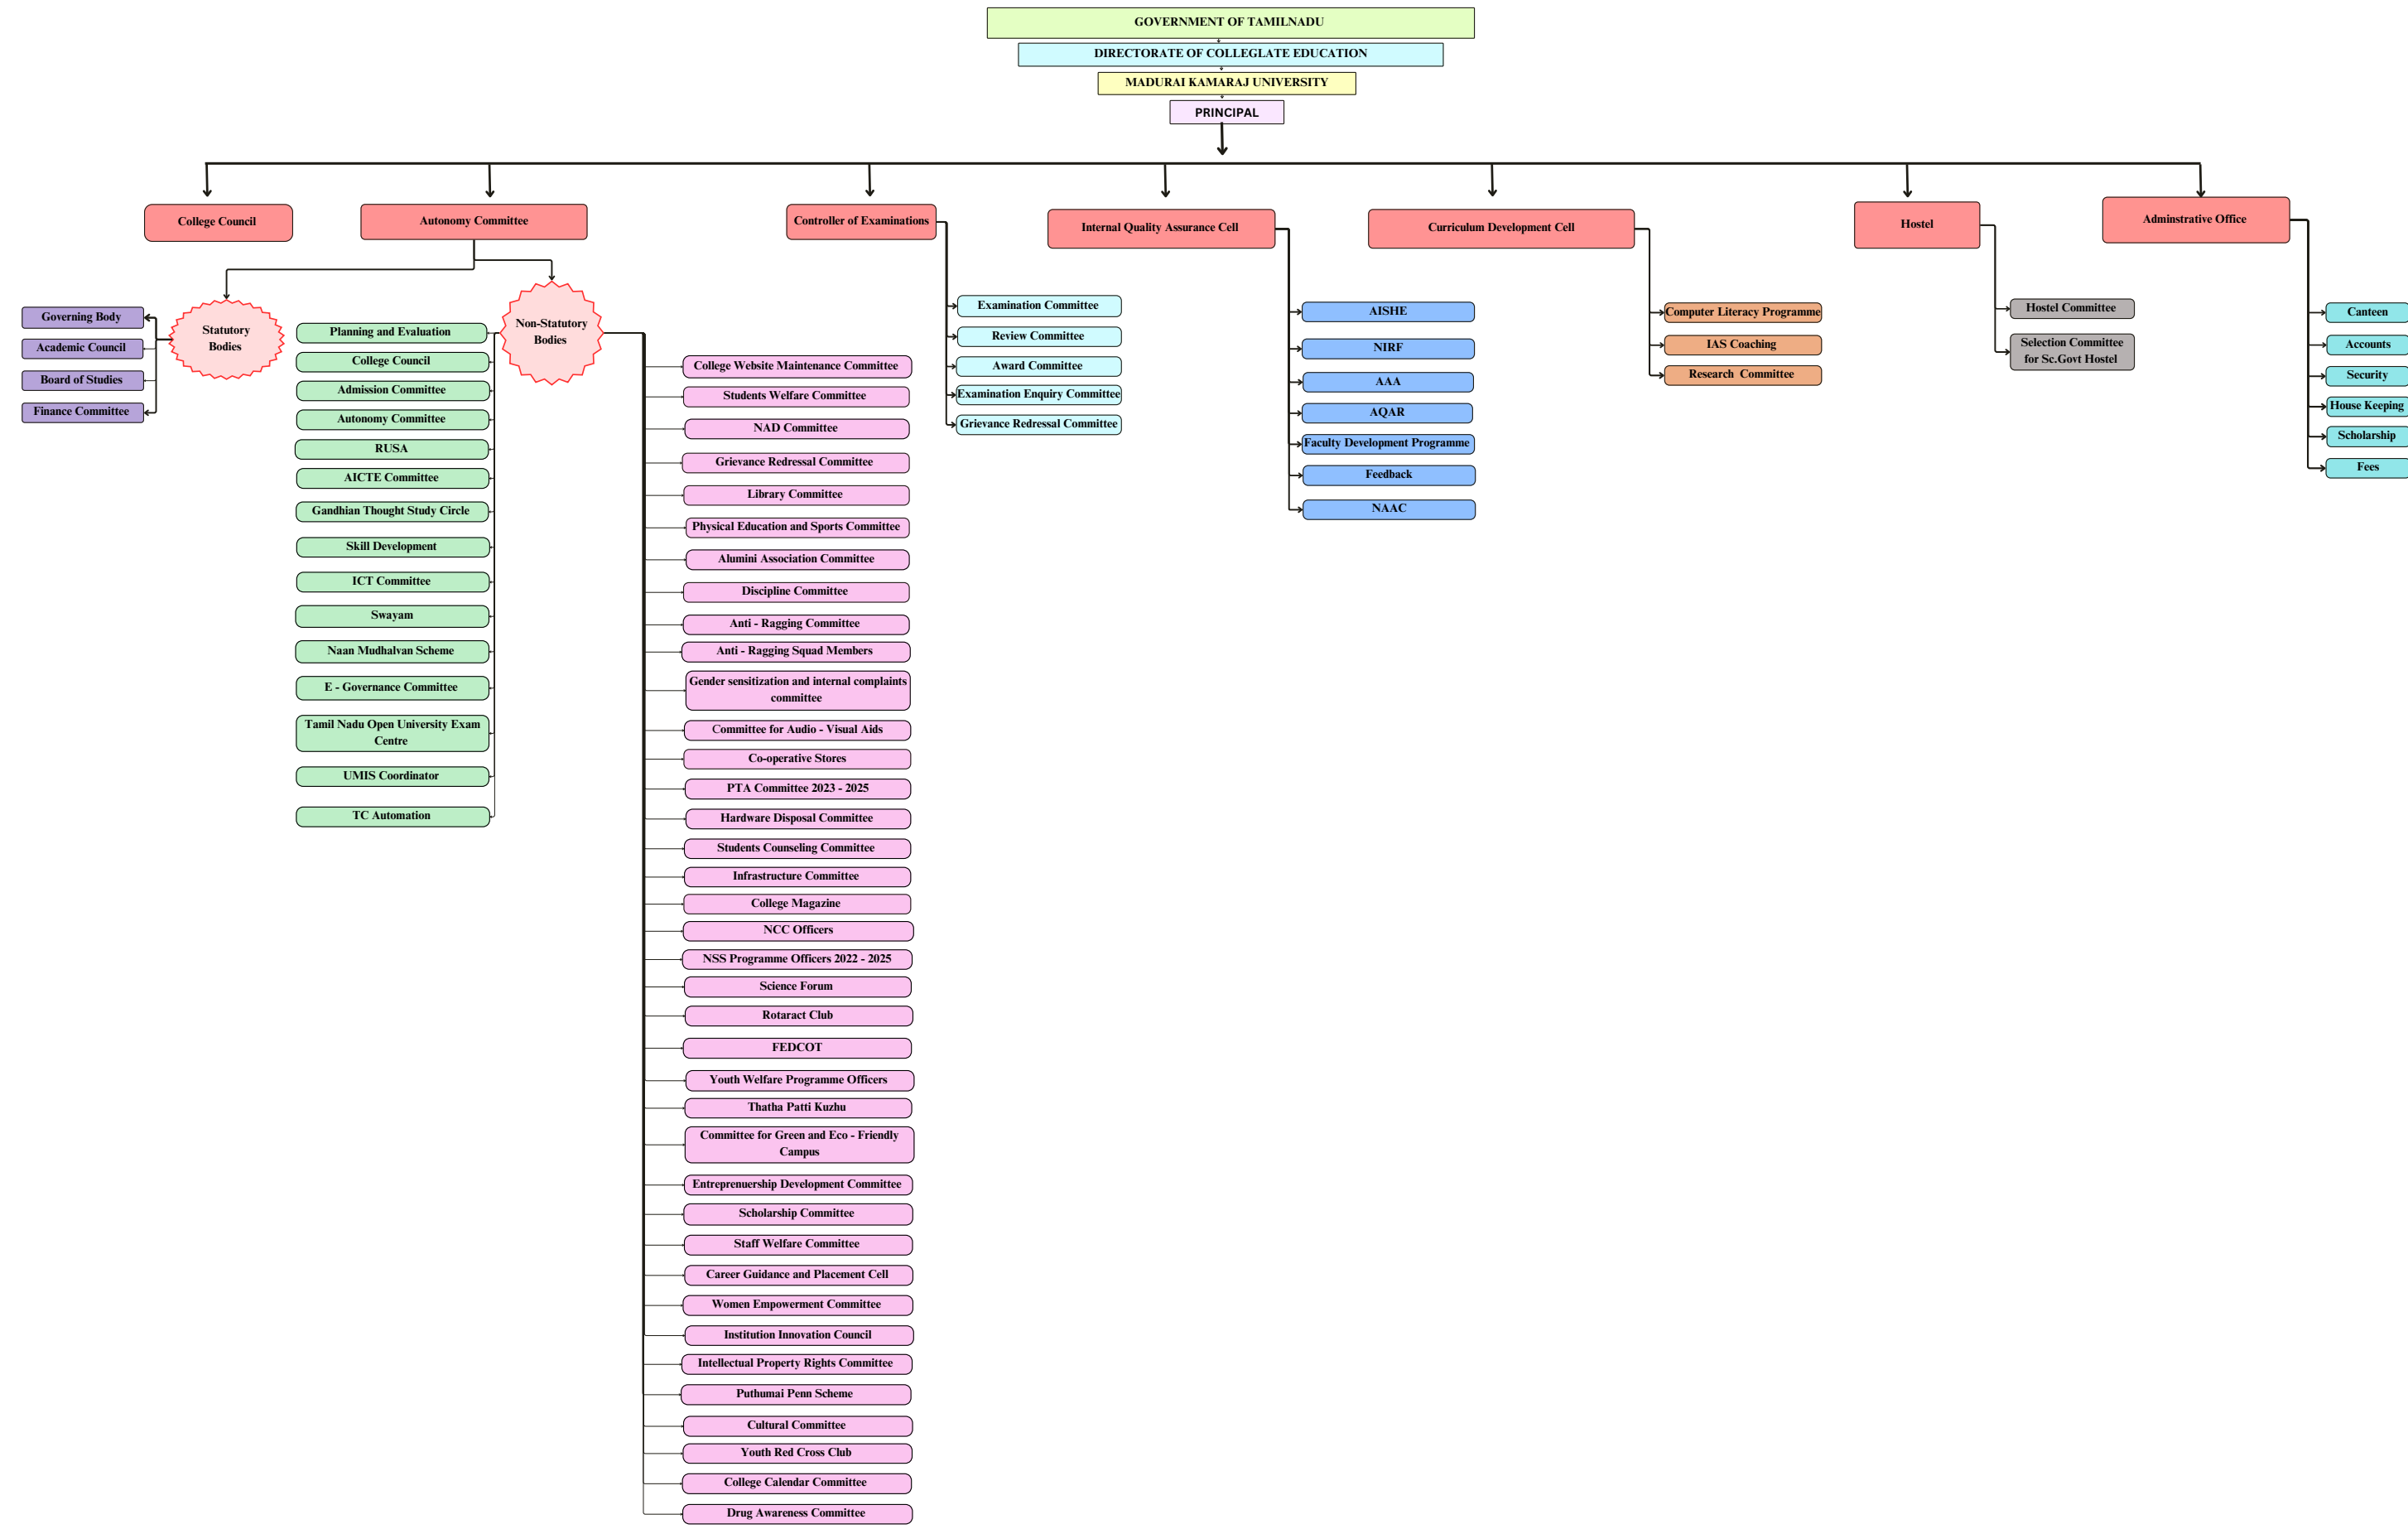 GOVERNMENT OF TAMILNADU
DIRECTORATE OF COLLEGLATE EDUCATION
MADURAI KAMARAJ UNIVERSITY
PRINCIPAL
College Council
Autonomy Committee
Controller of Examinations
Internal Quality Assurance Cell
Curriculum Development Cell
Hostel
Adminstrative Office
Statutory
Bodies
Governing Body
Academic Council
Board of Studies
Finance Committee
Non-Statutory
Bodies
Planning and Evaluation
College Council
Admission Committee
Autonomy Committee
RUSA
AICTE Committee
Gandhian Thought Study Circle
Skill Development
ICT Committee
Swayam
Naan Mudhalvan Scheme
E - Governance Committee
Tamil Nadu Open University Exam
Centre
UMIS Coordinator
TC Automation
College Website Maintenance Committee
Students Welfare Committee
NAD Committee
Grievance Redressal Committee
Library Committee
Physical Education and Sports Committee
Alumini Association Committee
Discipline Committee
Anti - Ragging Committee
Anti - Ragging Squad Members
Gender sensitization and internal complaints
committee
Committee for Audio - Visual Aids
Co-operative Stores
PTA Committee 2023 - 2025
Hardware Disposal Committee
Students Counseling Committee
Infrastructure Committee
College Magazine
NCC Officers
NSS Programme Officers 2022 - 2025
Science Forum
Rotaract Club
FEDCOT
Youth Welfare Programme Officers
Thatha Patti Kuzhu
Committee for Green and Eco - Friendly
Campus
Entreprenuership Development Committee
Scholarship Committee
Staff Welfare Committee
Career Guidance and Placement Cell
Women Empowerment Committee
Institution Innovation Council
Intellectual Property Rights Committee
Puthumai Penn Scheme
Cultural Committee
Youth Red Cross Club
College Calendar Committee
Drug Awareness Committee
Examination Committee
Review Committee
Award Committee
Examination Enquiry Committee
Grievance Redressal Committee
AISHE
NIRF
AAA
AQAR
Faculty Development Programme
Feedback
NAAC
Computer Literacy Programme
IAS Coaching
Research Committee
Hostel Committee
Selection Committee
for Sc.Govt Hostel
Canteen
Accounts
Security
House Keeping
Scholarship
Fees